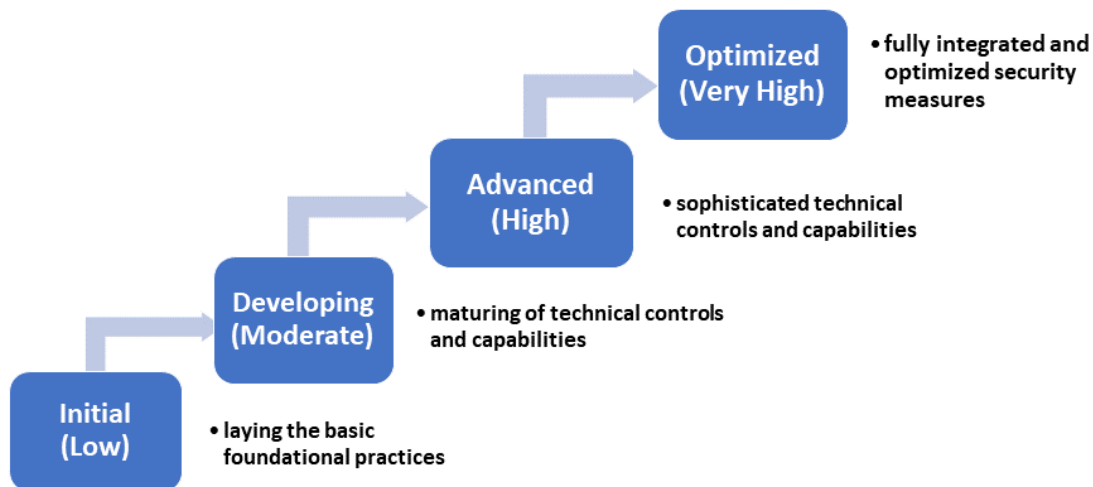 Optimized
(Very High)
• fully integrated and
optimized security
measures
Advanced
(High)
• sophisticated technical
controls and capabilities
Developing
(Moderate)
• maturing of technical controls
and capabilities
Initial
(Low)
• laying the basic
foundational practices